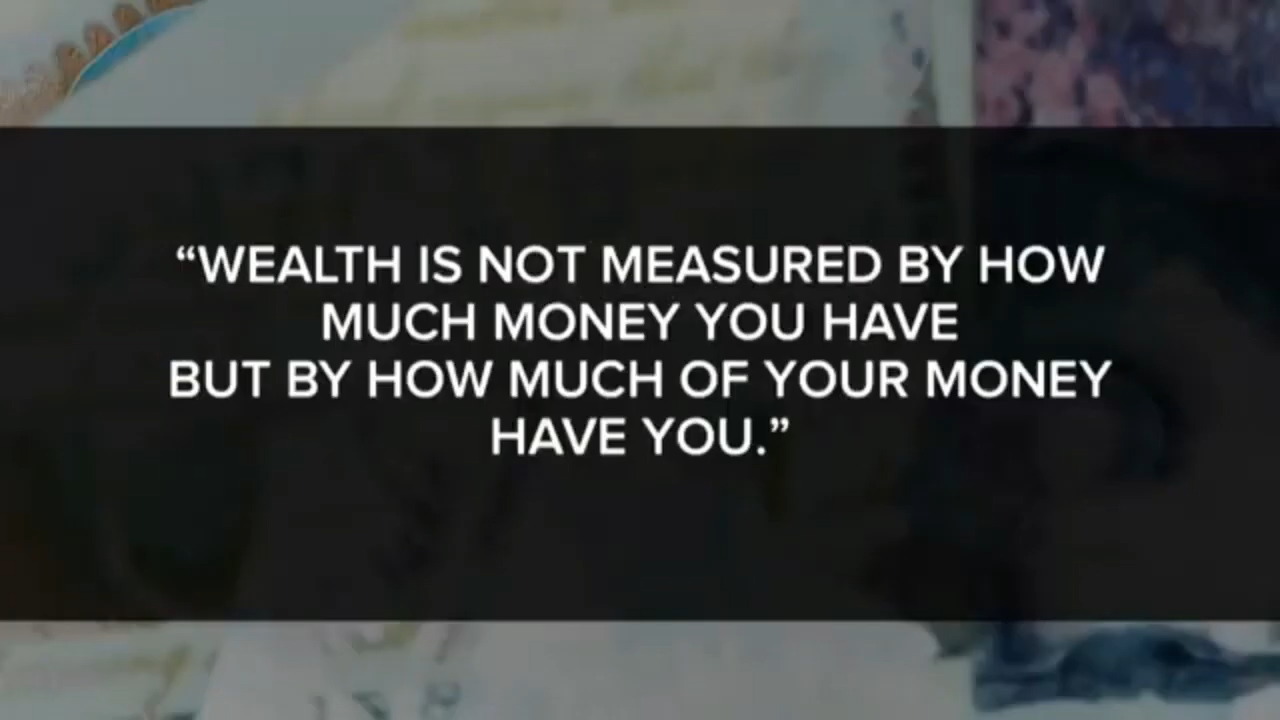 “WEALTH IS NOT MEASURED BY HOW
MUCH MONEY YOU HAVE
BUT BY HOW MUCH OF YOUR MONEY
HAVE YOU.”